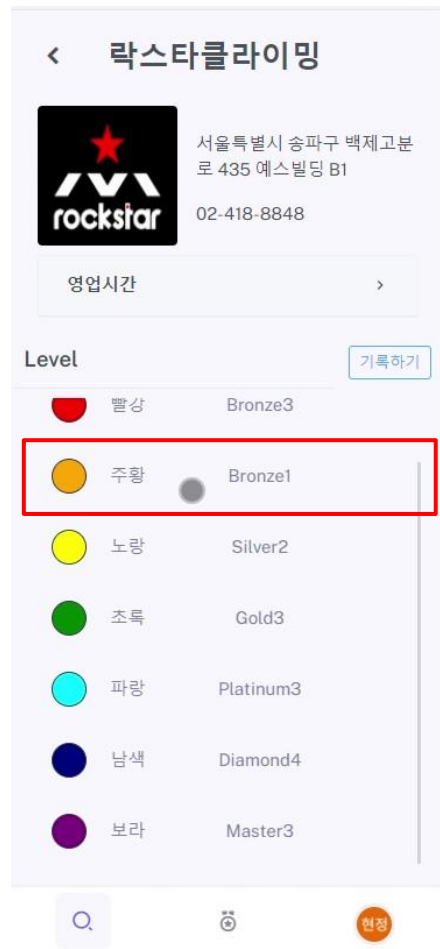 락스타클라이밍
서울특별시 송파구 백제고분
로 435 예스빌딩 B1
02-418-8848
rockstar
영업시간
Level
기록하기
빨강 Bronze3
주황 Bronze1
노랑 Silver2
초록 Gold3
파랑 Platinum3
남색 Diamond4
보라 Master3
현정